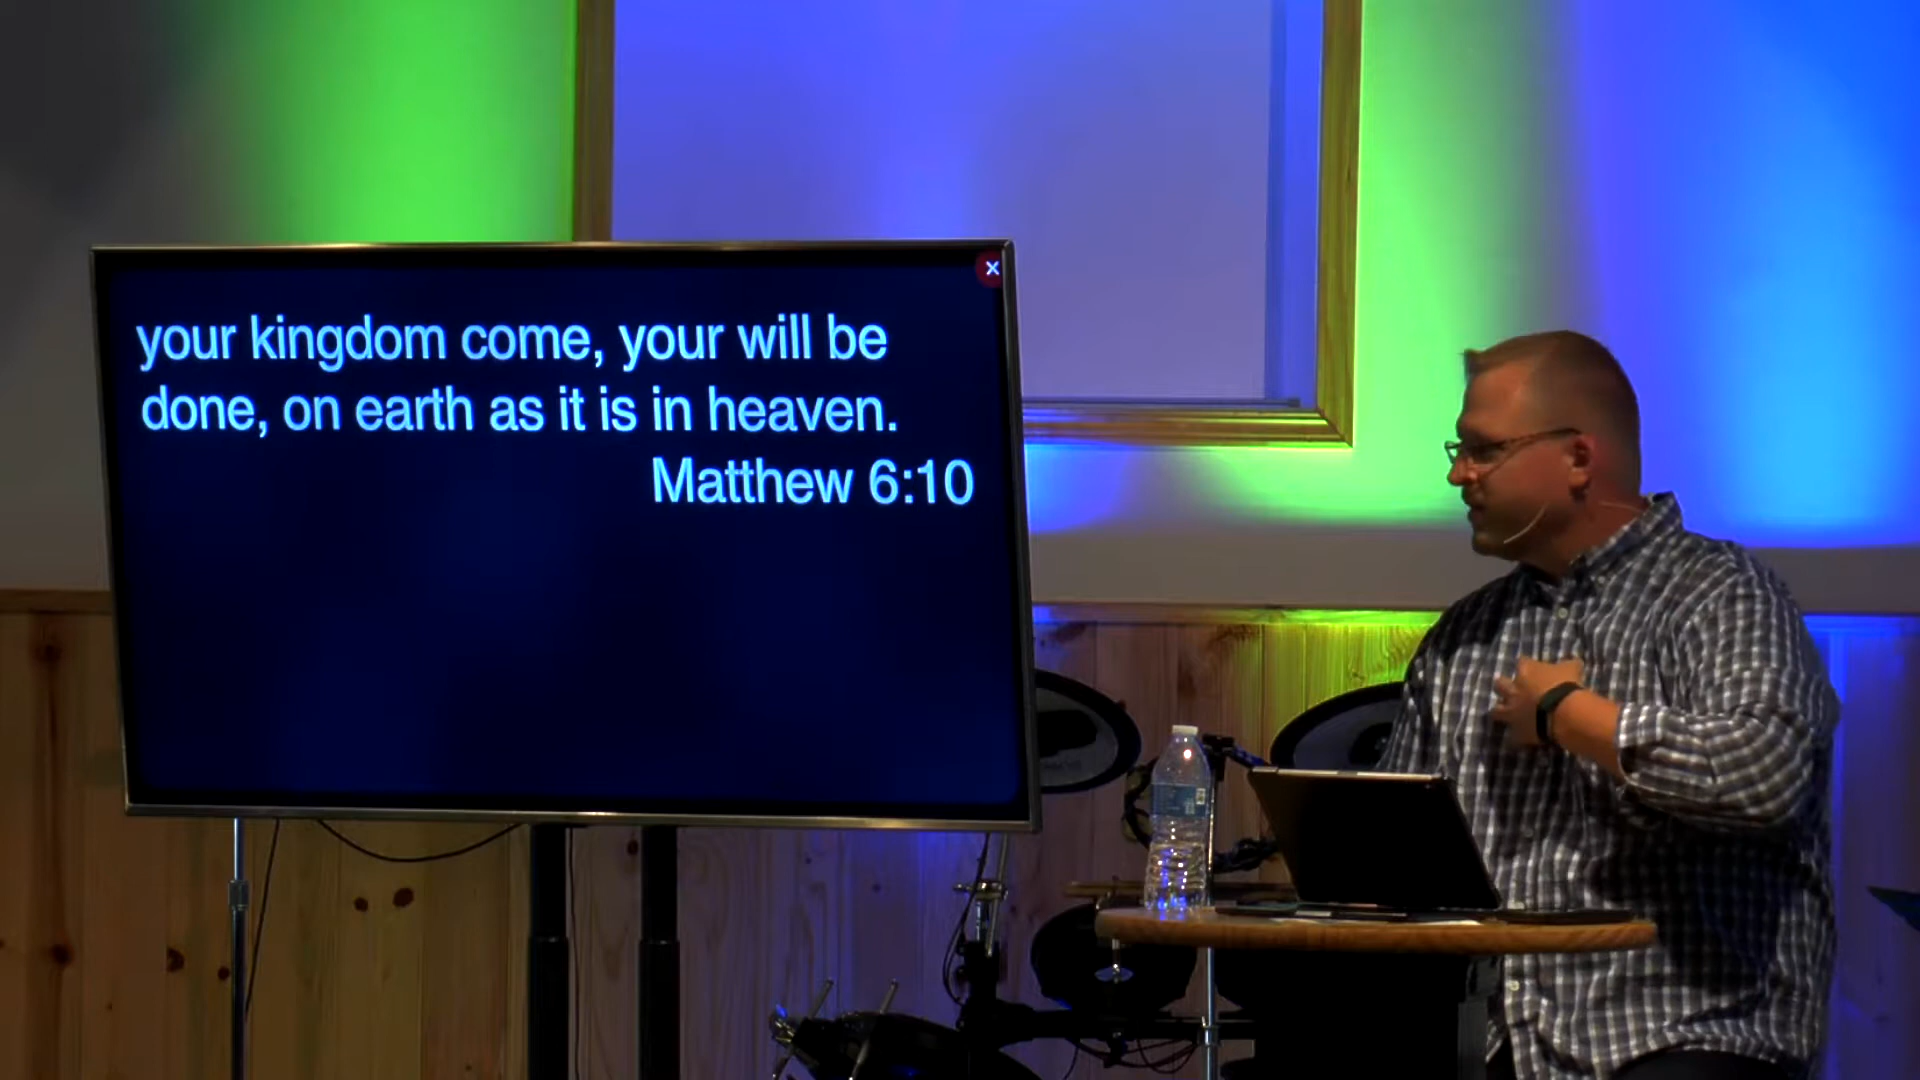 your kingdom come, your will be
done, on earth as it is in heaven.
Matthew 6:10